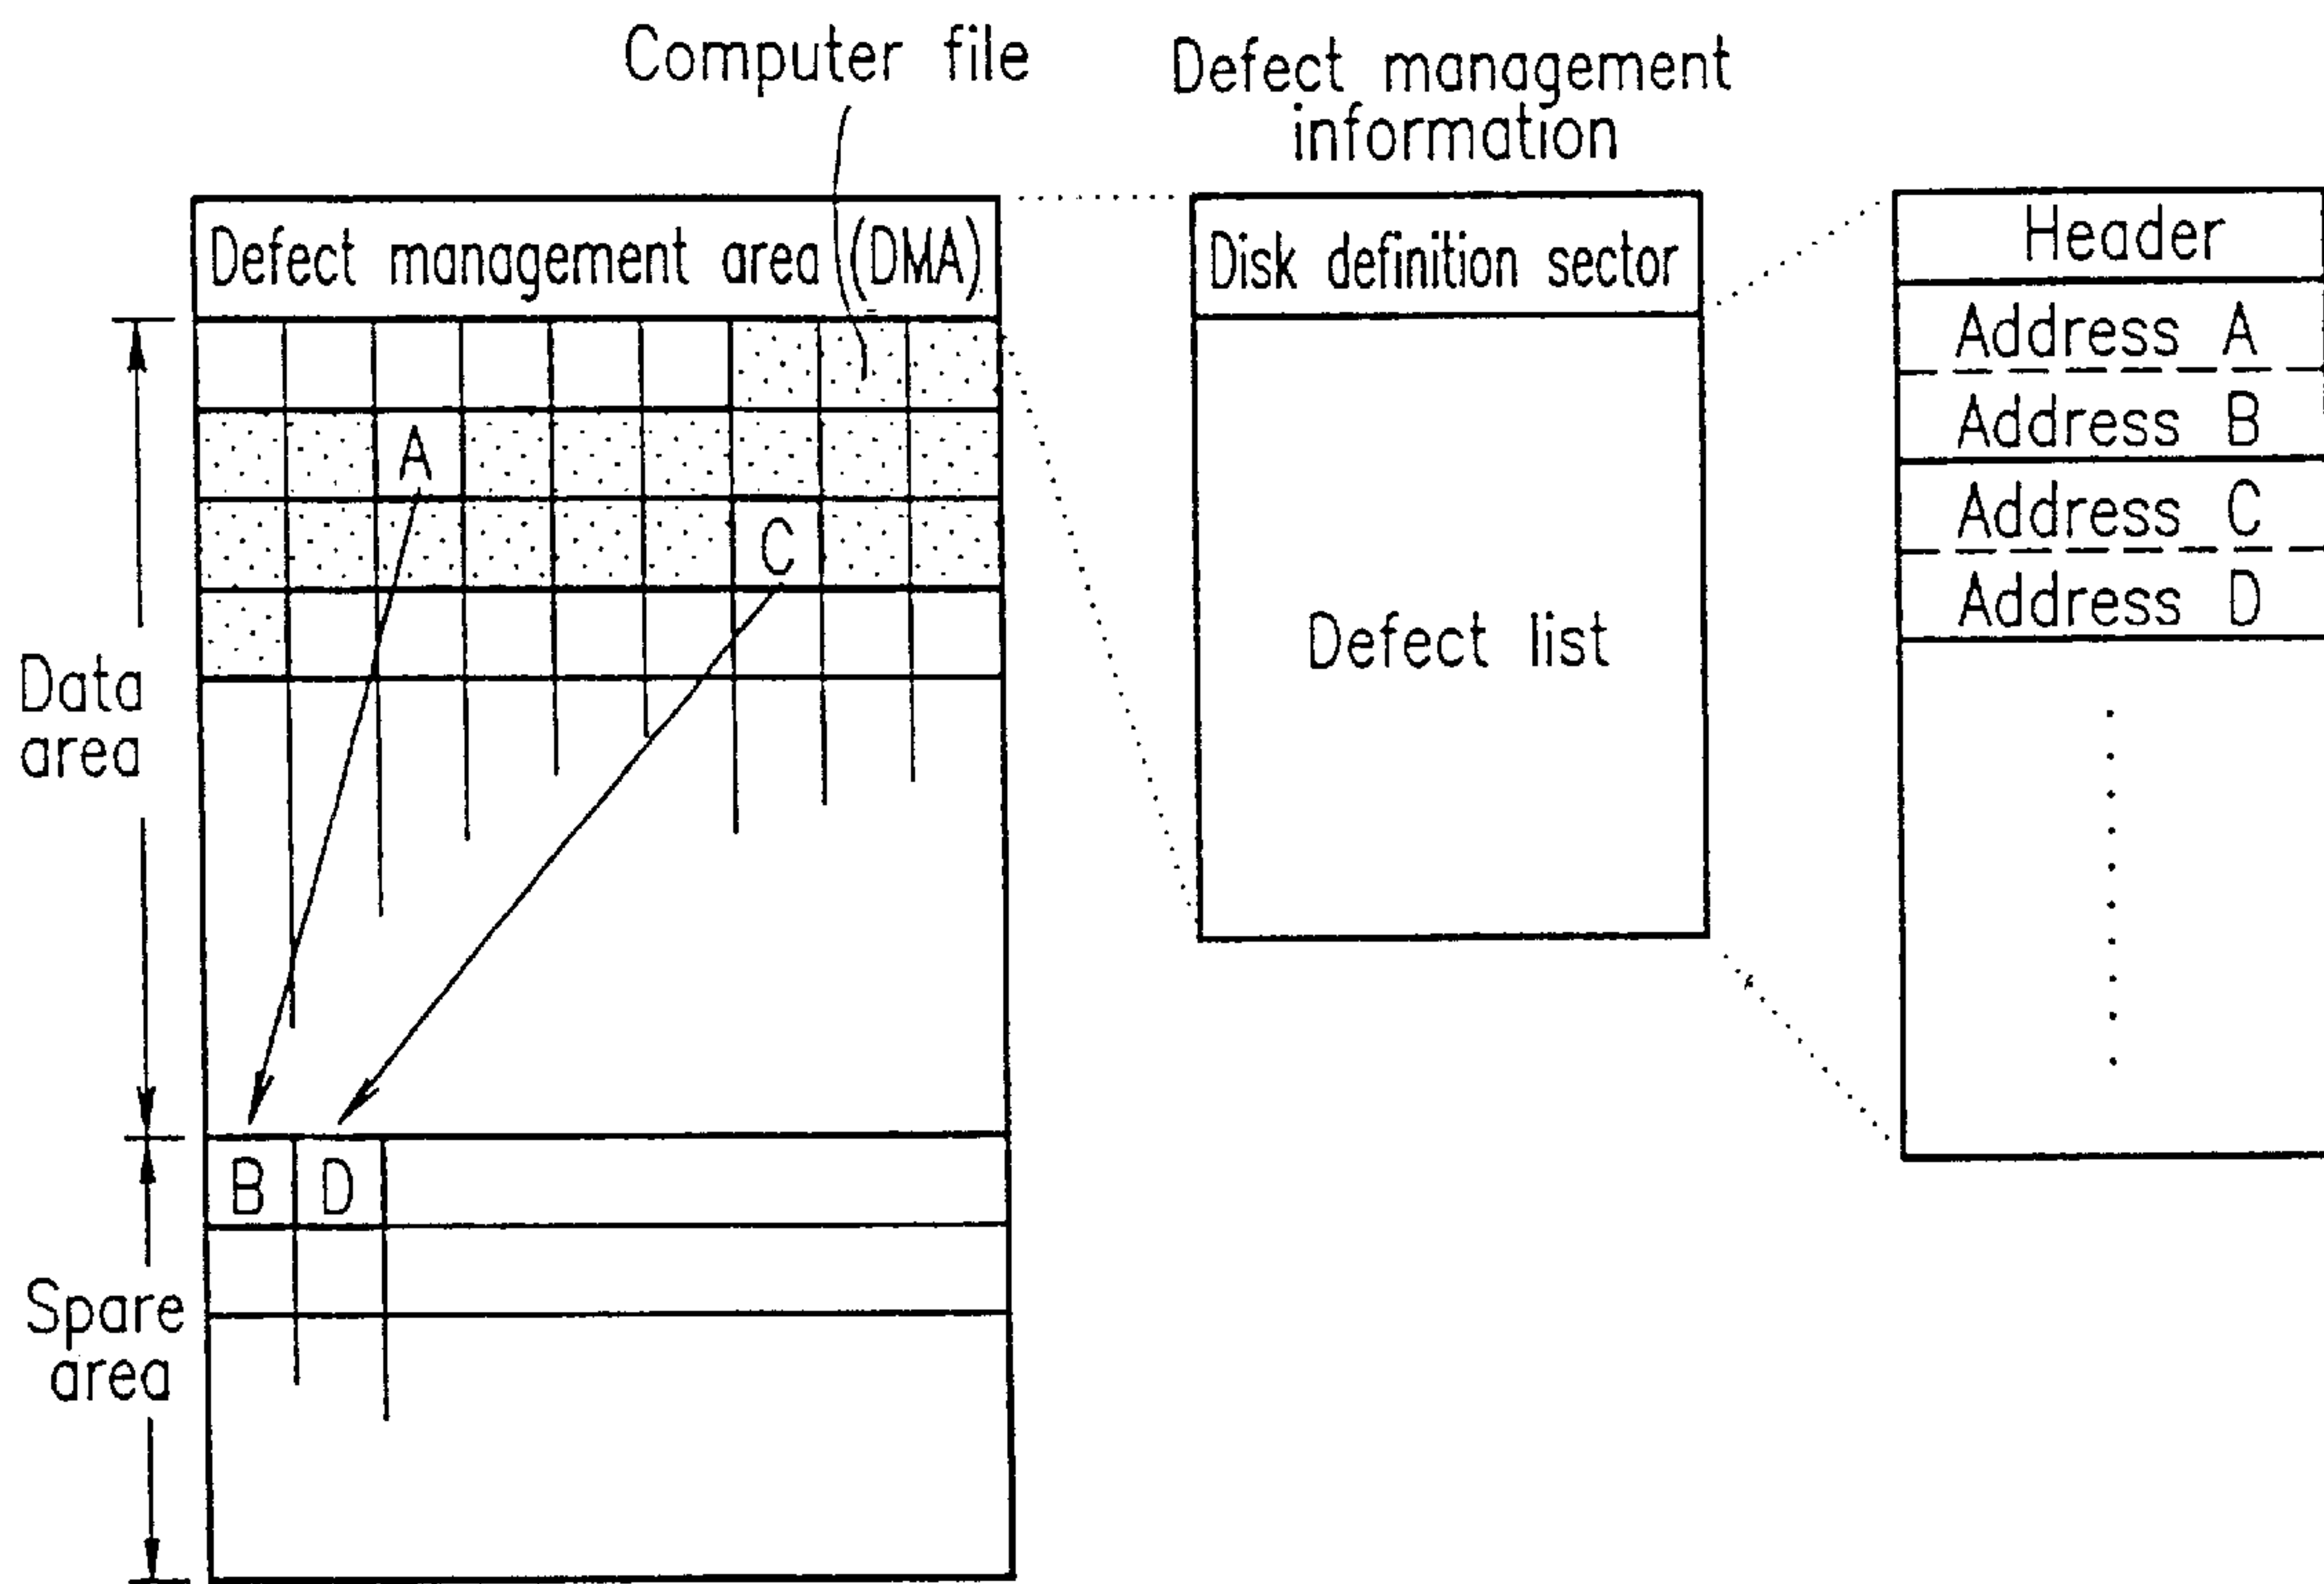 Computer file
Defect management
information
Defect management area (DMA)
Disk definition sector
Header
Address A
Address B
Address C
Address D
A
C
Data
area
Defect list
B
D
Spare
area